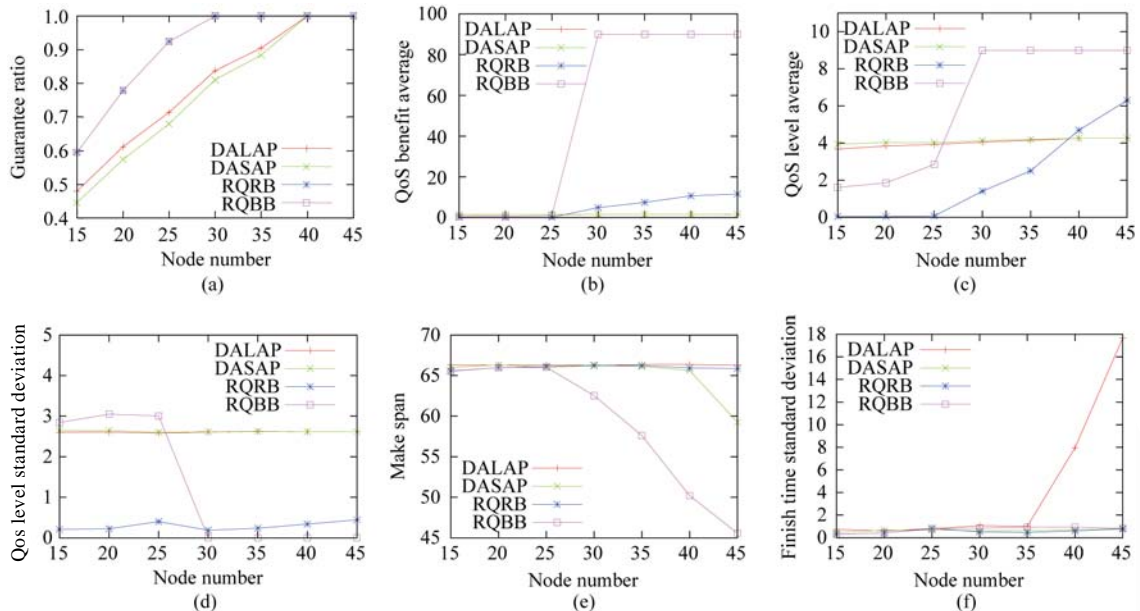 1.0
0.9
0.8
0.7
0.6
0.5
0.4
Guarantee ratio
DALAP
DASAP
RQRB
RQBB
15 20 25 30 35 40 45
Node number
(a)
100
80
60
40
20
0
QoS benefit average
DALAP
DASAP
RQRB
RQBB
15 20 25 30 35 40 45
Node number
(b)
10
8
6
4
2
0
QoS level average
DALAP
DASAP
RQRB
RQBB
15 20 25 30 35 40 45
Node number
(c)
5
4
3
2
1
0
QoS level standard deviation
DALAP
DASAP
RQRB
RQBB
15 20 25 30 35 40 45
Node number
(d)
70
65
60
55
50
45
Make span
DALAP
DASAP
RQRB
RQBB
15 20 25 30 35 40 45
Node number
(e)
18
16
14
12
10
8
6
4
2
0
Finish time standard deviation
DALAP
DASAP
RQRB
RQBB
15 20 25 30 35 40 45
Node number
(f)